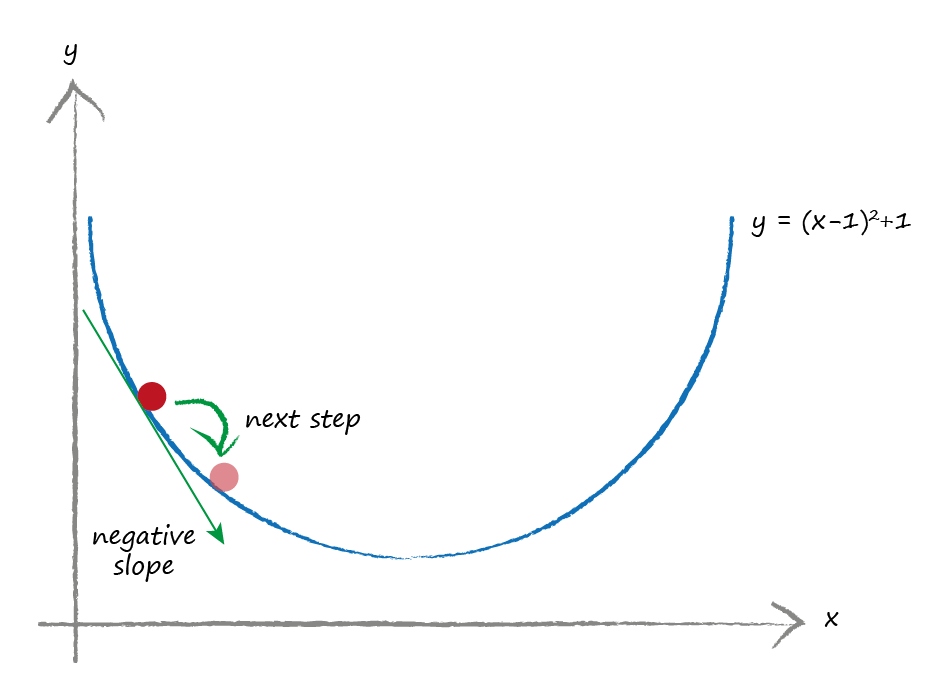 y
y = (x-1)²+1
next step
negative
slope
x